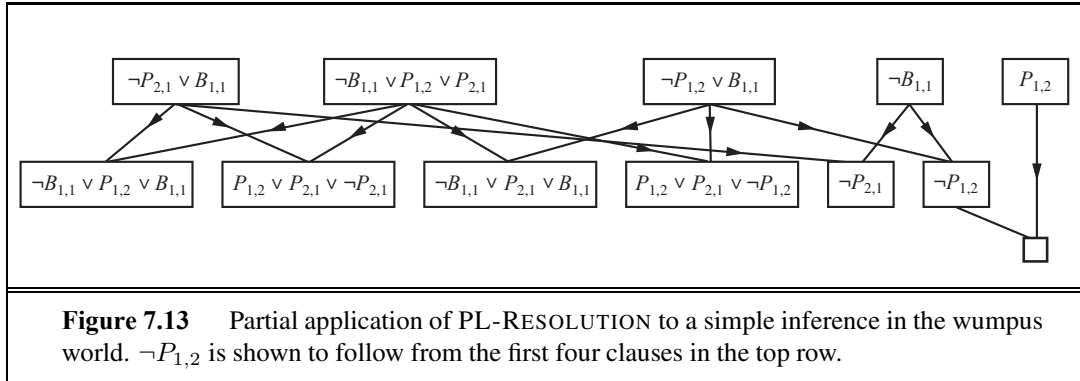 ¬P2,1 ∨ B1,1   ¬B1,1 ∨ P1,2 ∨ P2,1   ¬P1,2 ∨ B1,1   ¬B1,1   P1,2
¬B1,1 ∨ P1,2 ∨ B1,1   P1,2 ∨ P2,1 ∨ ¬P2,1   ¬B1,1 ∨ P2,1 ∨ B1,1   P1,2 ∨ P2,1 ∨ ¬P1,2   ¬P2,1   ¬P1,2
Figure 7.13 Partial application of PL-RESOLUTION to a simple inference in the wumpus
world. ¬P1,2 is shown to follow from the first four clauses in the top row.